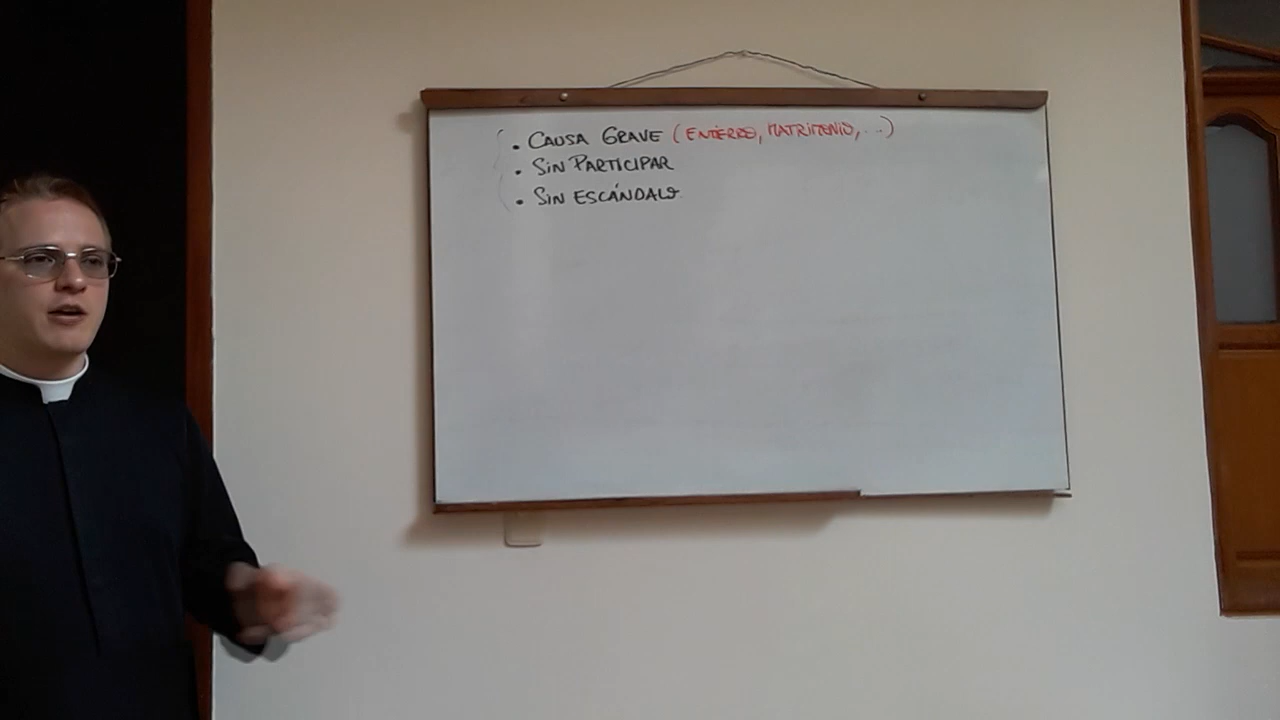 • CAUSA GRAVE (ENTIERRO, MATRIMONIO, ...)
• SIN PARTICIPAR
• SIN ESCÁNDALO